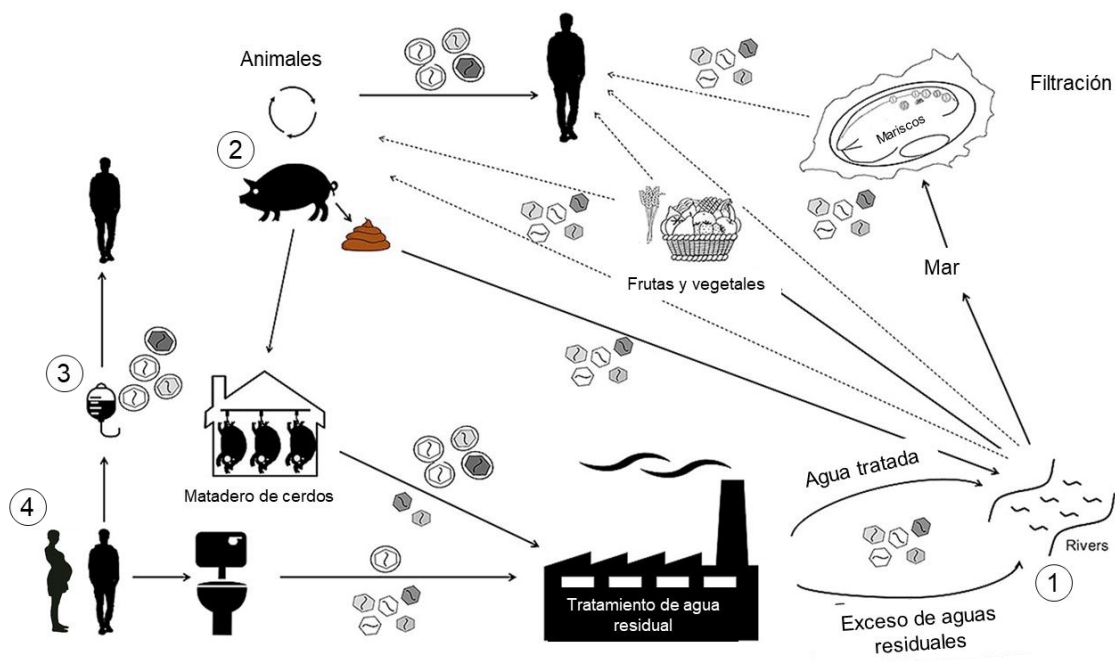 Animales
Filtración
Mariscos
2
Frutas y vegetales
Mar
3
Matadero de cerdos
Agua tratada
4
Rivers
1
Tratamiento de agua
residual
Exceso de aguas
residuales